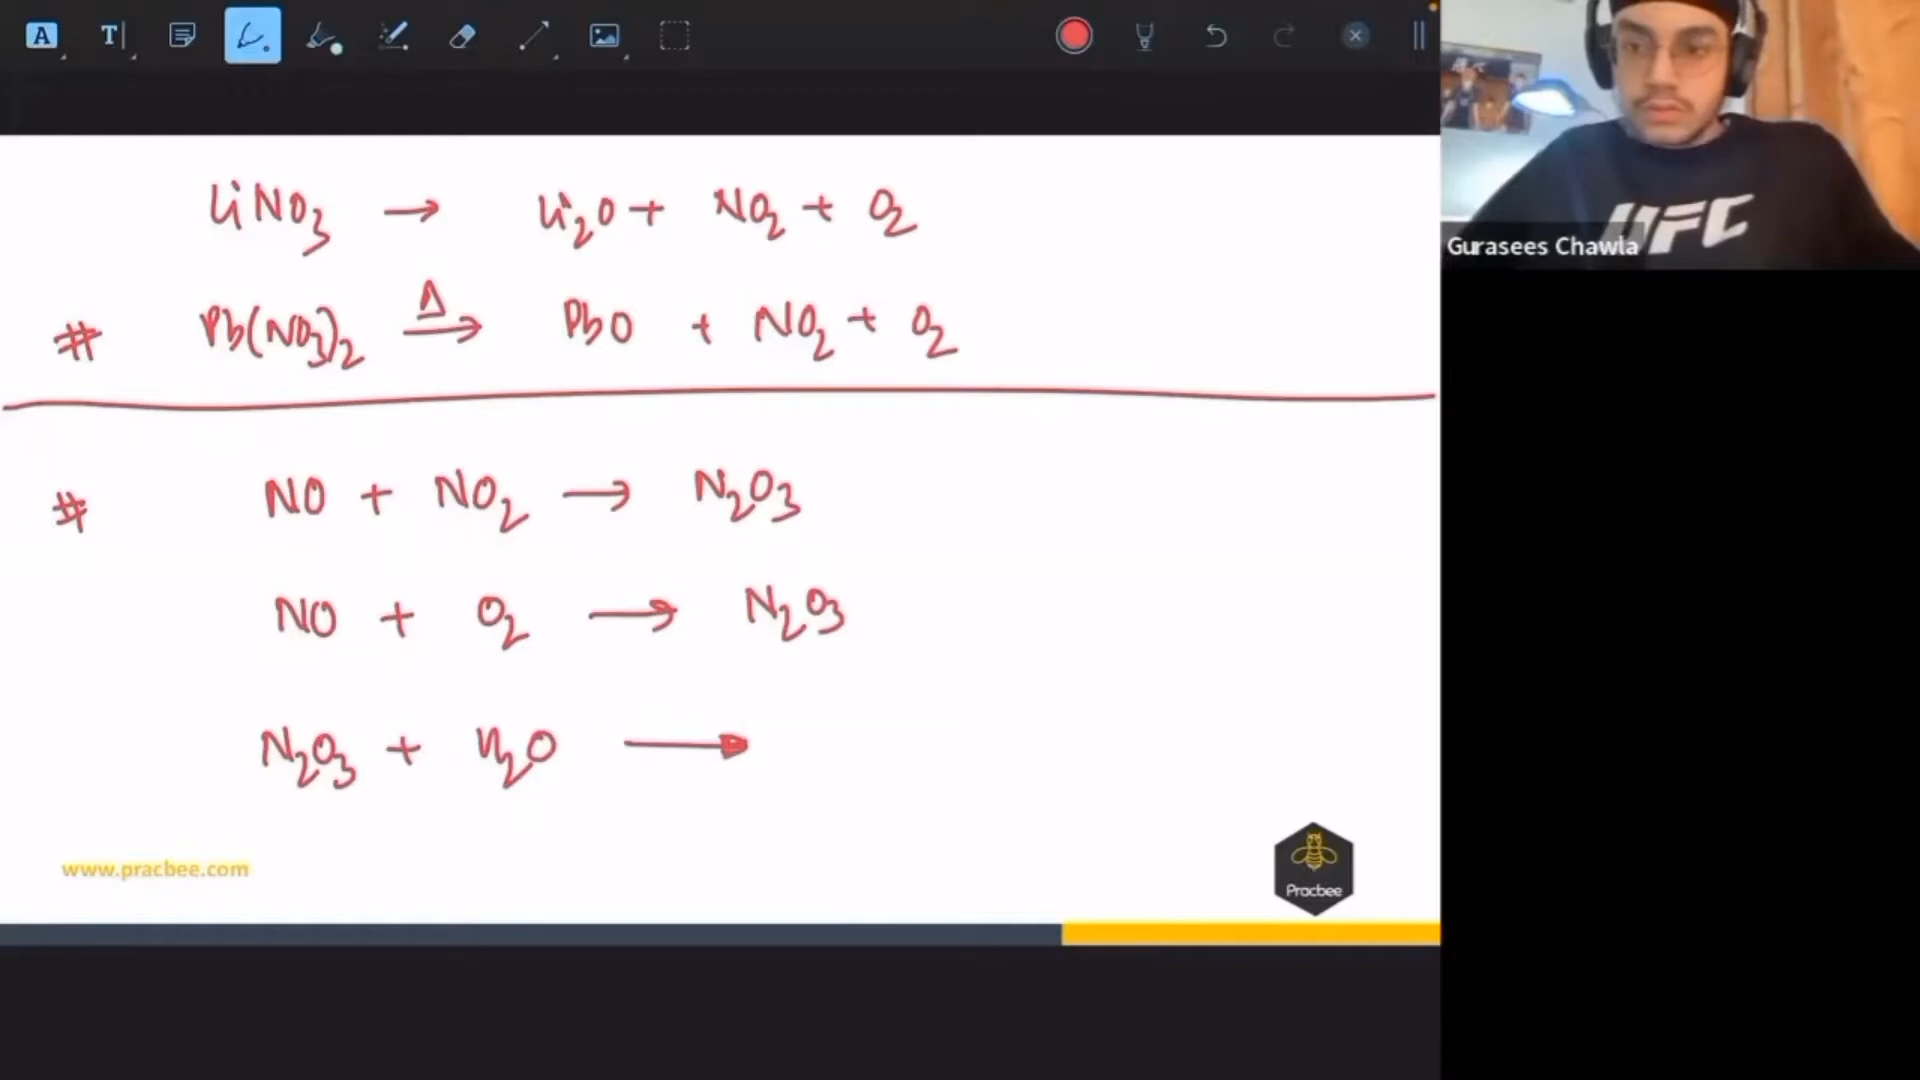 A T
LiNO3 → Li2O + NO2 + O2
# Pb(NO3)2 Δ→ PbO + NO2 + O2
# NO + NO2 → N2O3
NO + O2 → N2O3
N2O3 + H2O →
www.pracbee.com
Pracbee
UFC
Gurasees Chawla